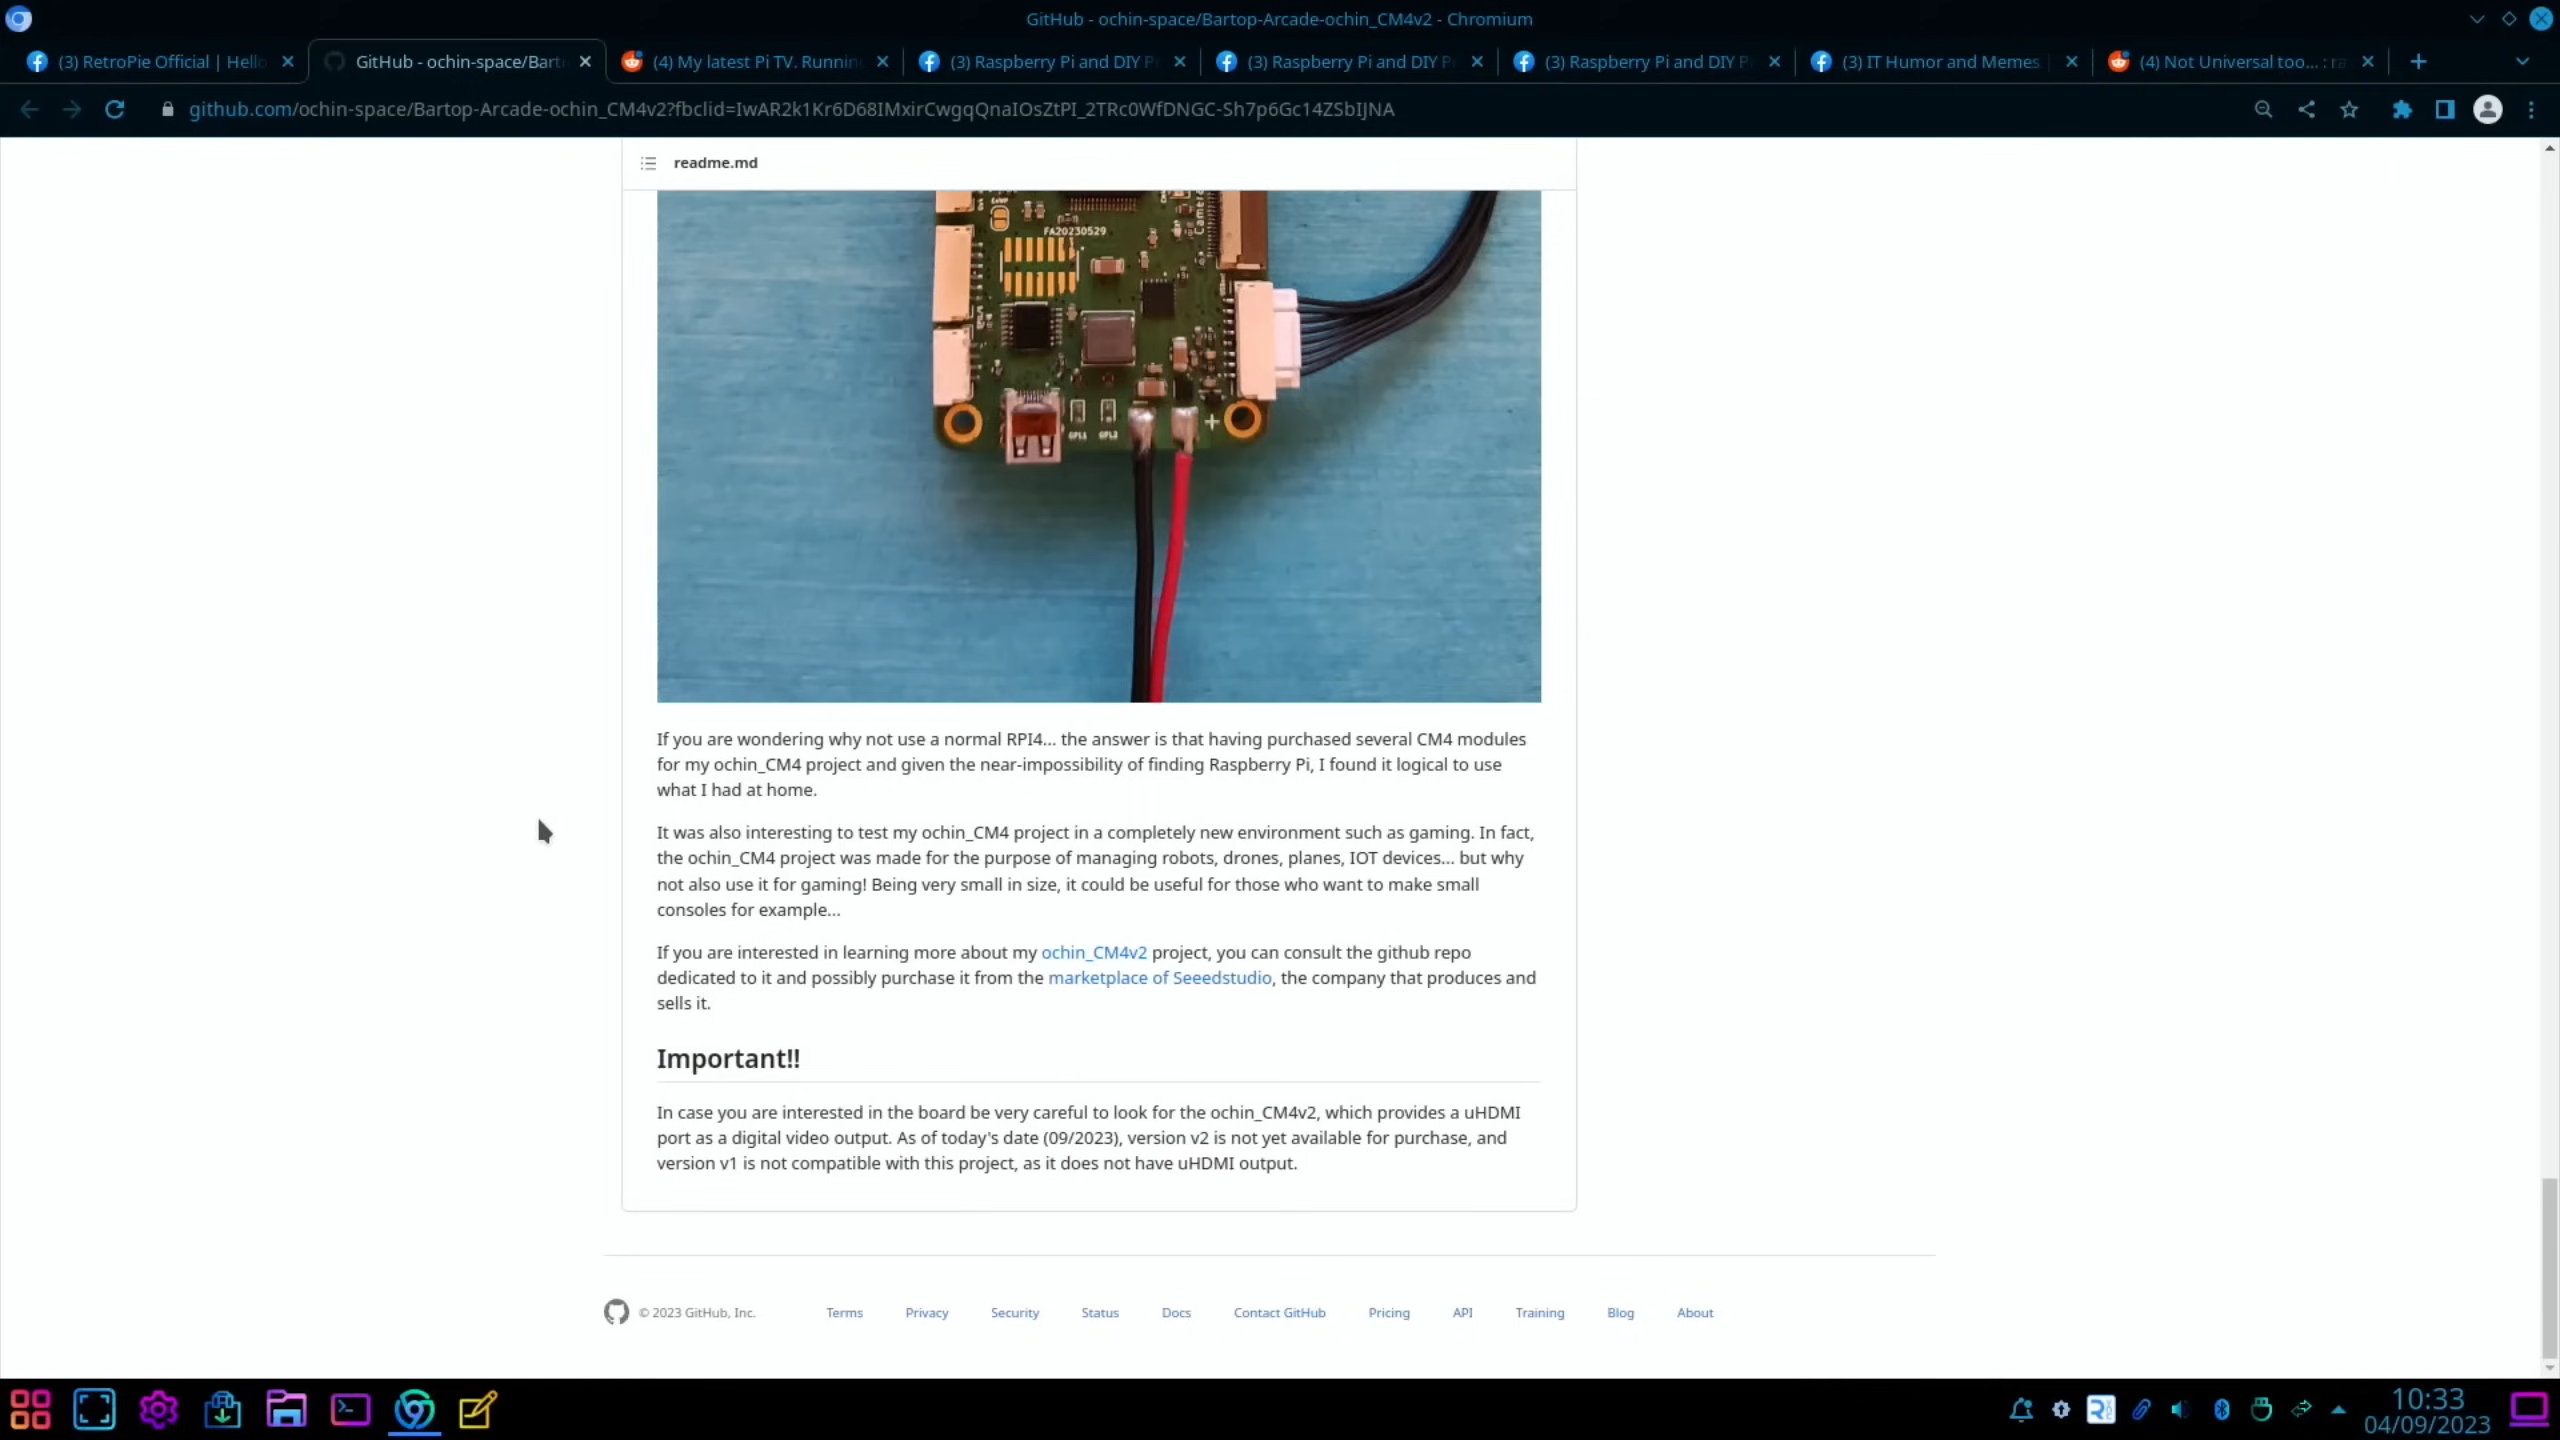 GitHub - ochin-space/Bartop-Arcade-ochin_CM4v2 - Chromium
(3) RetroPie Official | Hello
GitHub - ochin-space/Barto
(4) My latest Pi TV. Running
(3) Raspberry Pi and DIY P
(3) Raspberry Pi and DIY P
(3) Raspberry Pi and DIY P
(3) IT Humor and Memes
(4) Not Universal too... : ra
github.com/ochin-space/Bartop-Arcade-ochin_CM4v2?fbclid=IwAR2k1Kr6D68IMxirCwgqQnaIOsZtPI_2TRc0WfDNGC-Sh7p6Gc14ZSbIJNA
readme.md
FA20230529
GPL1 GPL2 +
If you are wondering why not use a normal RPI4... the answer is that having purchased several CM4 modules
for my ochin_CM4 project and given the near-impossibility of finding Raspberry Pi, I found it logical to use
what I had at home.
It was also interesting to test my ochin_CM4 project in a completely new environment such as gaming. In fact,
the ochin_CM4 project was made for the purpose of managing robots, drones, planes, IOT devices... but why
not also use it for gaming! Being very small in size, it could be useful for those who want to make small
consoles for example...
If you are interested in learning more about my ochin_CM4v2 project, you can consult the github repo
dedicated to it and possibly purchase it from the marketplace of Seeedstudio, the company that produces and
sells it.
Important!!
In case you are interested in the board be very careful to look for the ochin_CM4v2, which provides a uHDMI
port as a digital video output. As of today's date (09/2023), version v2 is not yet available for purchase, and
version v1 is not compatible with this project, as it does not have uHDMI output.
© 2023 GitHub, Inc. Terms Privacy Security Status Docs Contact GitHub Pricing API Training Blog About
10:33
04/09/2023